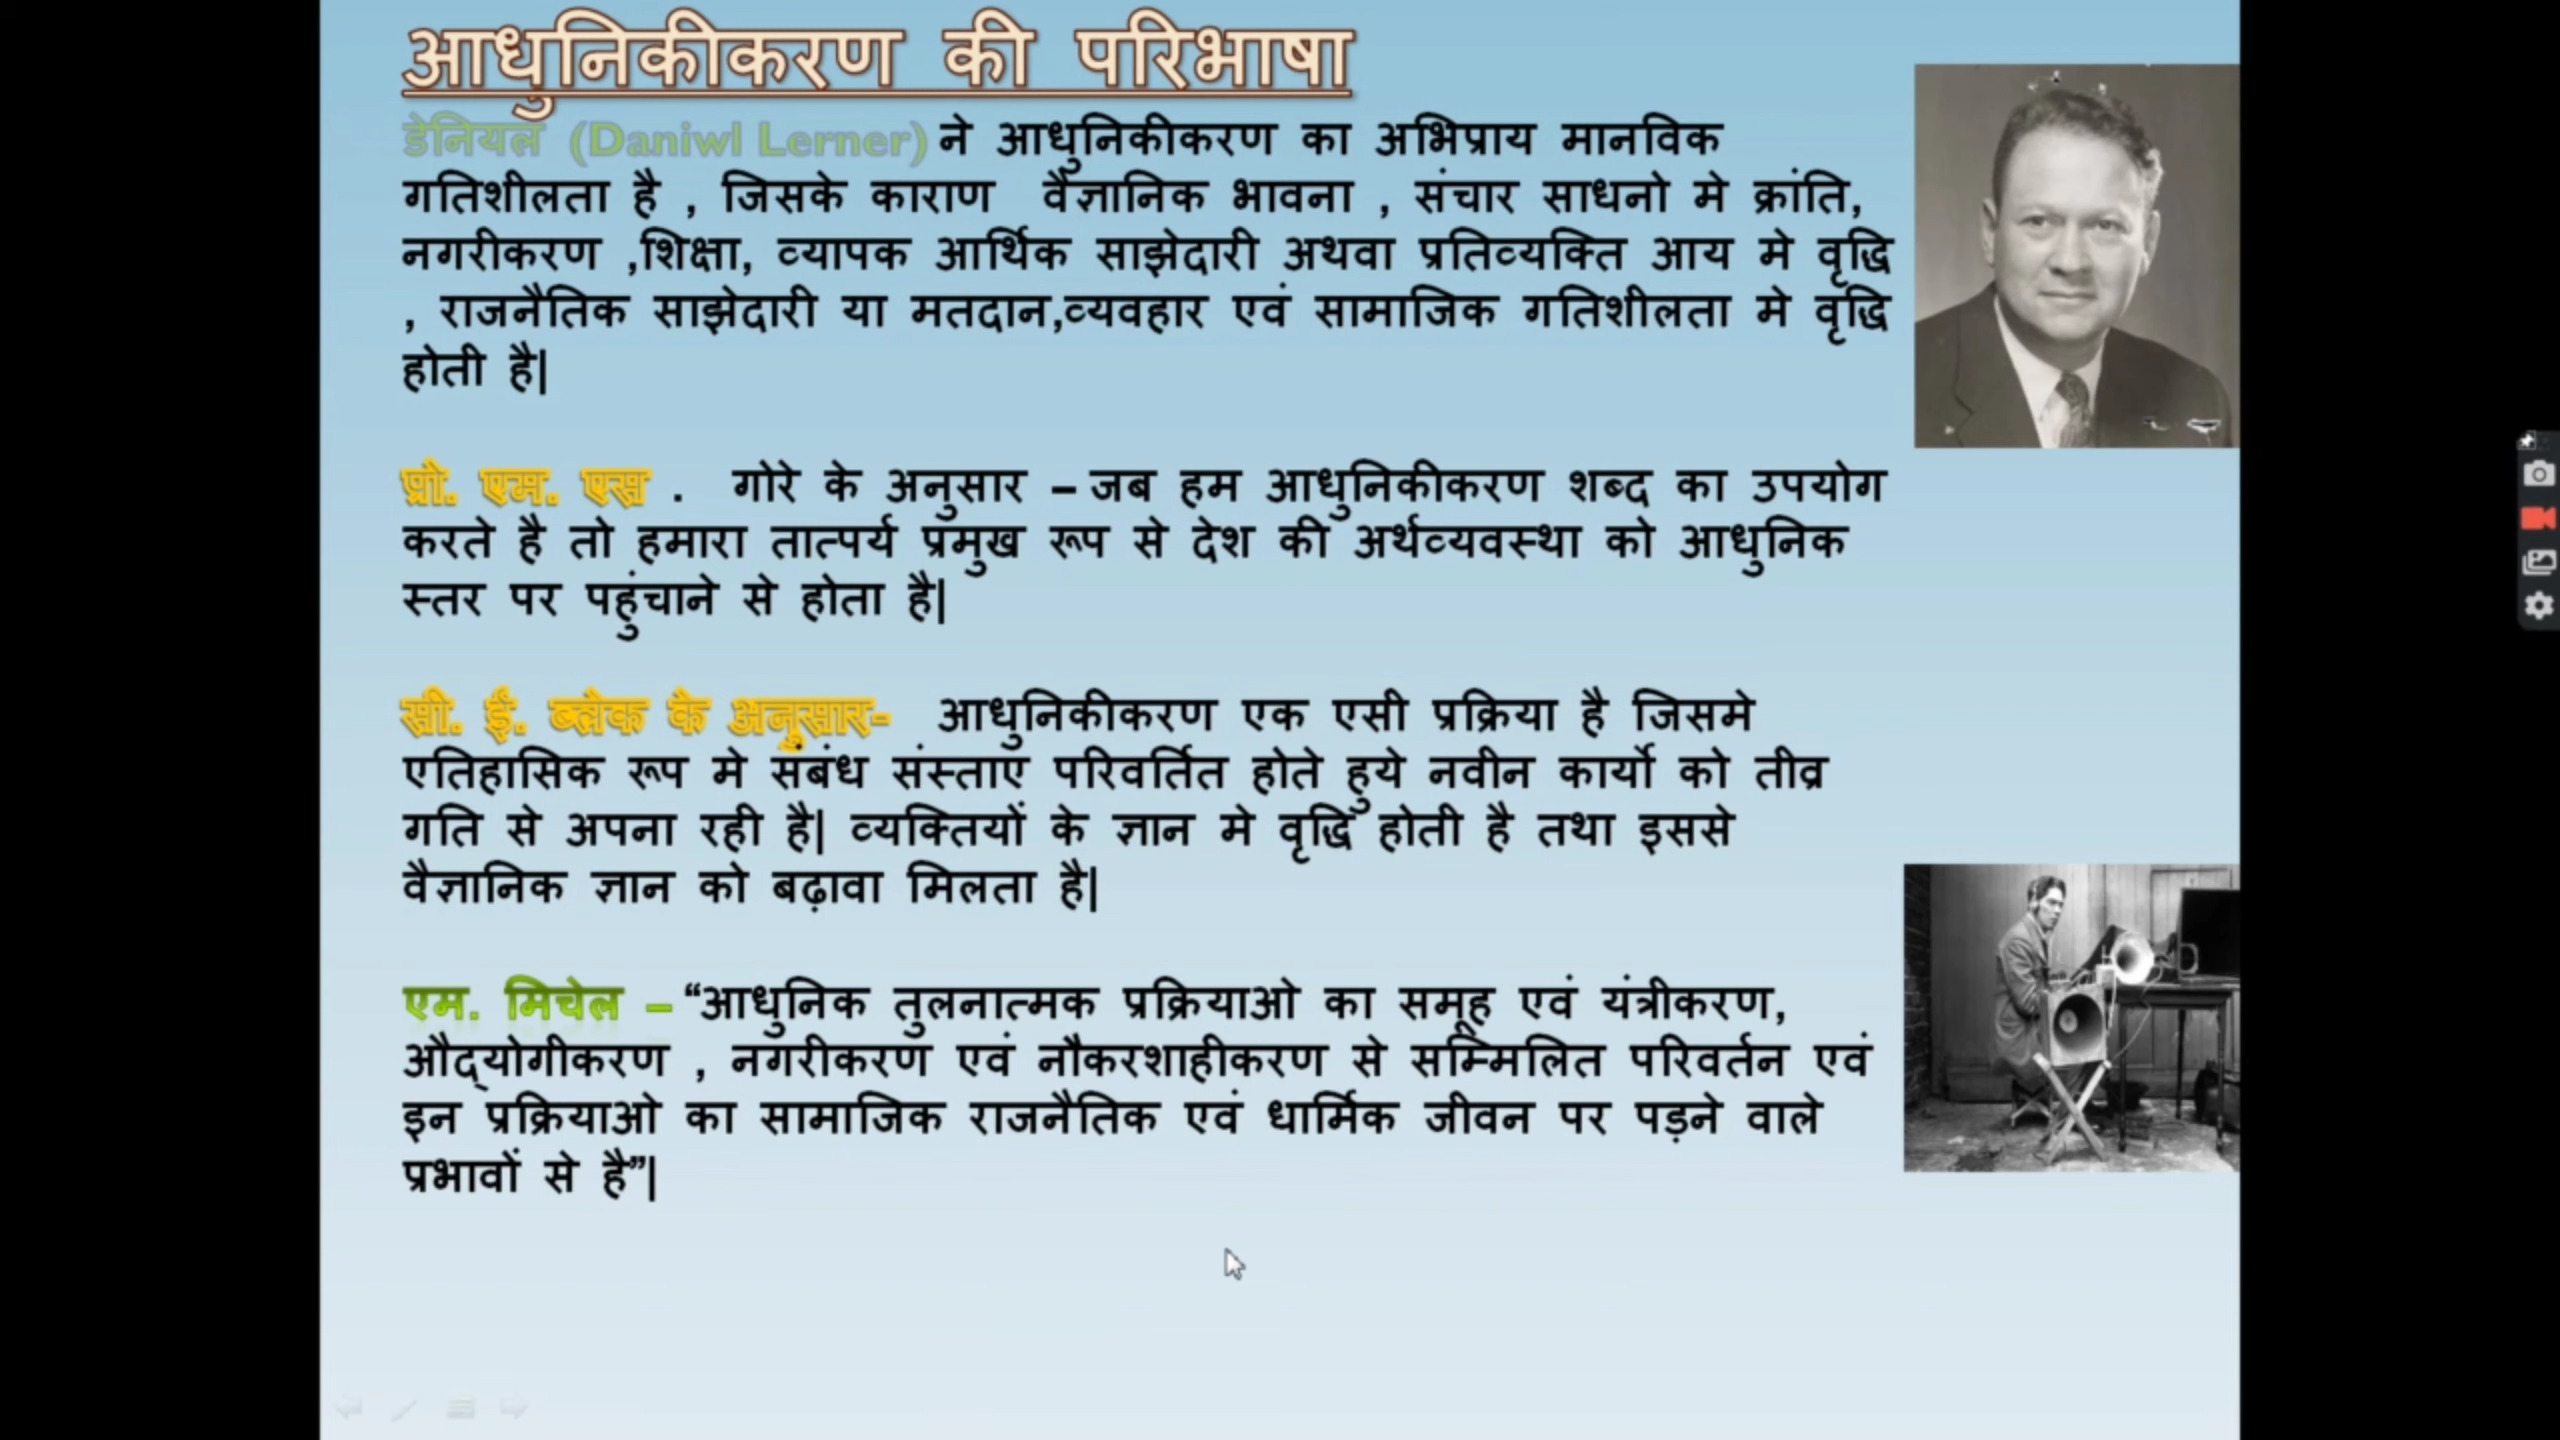 आधुनिकीकरण की परिभाषा
डेनियल (Daniwl Lerner) ने आधुनिकीकरण का अभिप्राय मानविक
गतिशीलता है , जिसके काराण वैज्ञानिक भावना , संचार साधनो मे क्रांति,
नगरीकरण ,शिक्षा, व्यापक आर्थिक साझेदारी अथवा प्रतिव्यक्ति आय मे वृद्धि
, राजनैतिक साझेदारी या मतदान,व्यवहार एवं सामाजिक गतिशीलता मे वृद्धि
होती है|
प्रो. एम. एस . गोरे के अनुसार – जब हम आधुनिकीकरण शब्द का उपयोग
करते है तो हमारा तात्पर्य प्रमुख रूप से देश की अर्थव्यवस्था को आधुनिक
स्तर पर पहुंचाने से होता है|
सी. ई. ब्लेक के अनुसार- आधुनिकीकरण एक एसी प्रक्रिया है जिसमे
एतिहासिक रूप मे संबंध संस्ताएं परिवर्तित होते हुये नवीन कार्यो को तीव्र
गति से अपना रही है| व्यक्तियों के ज्ञान मे वृद्धि होती है तथा इससे
वैज्ञानिक ज्ञान को बढ़ावा मिलता है|
एम. मिचेल – “आधुनिक तुलनात्मक प्रक्रियाओ का समूह एवं यंत्रीकरण,
औद्योगीकरण , नगरीकरण एवं नौकरशाहीकरण से सम्मिलित परिवर्तन एवं
इन प्रक्रियाओ का सामाजिक राजनैतिक एवं धार्मिक जीवन पर पड़ने वाले
प्रभावों से है”|